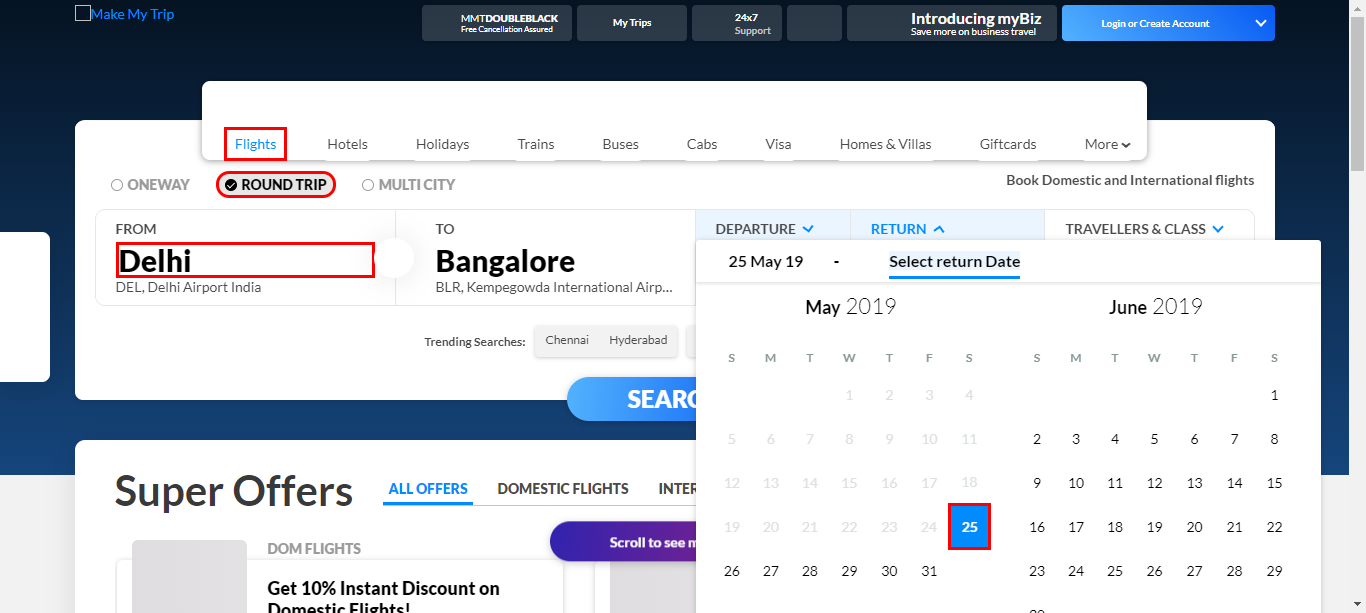 Make My Trip
MMTDOUBLEBLACK
Free Cancellation Assured
My Trips
24x7
Support
Introducing myBiz
Save more on business travel
Login or Create Account
Flights Hotels Holidays Trains Buses Cabs Visa Homes & Villas Giftcards More
ONEWAY ROUND TRIP MULTI CITY
Book Domestic and International flights
FROM
Delhi
DEL, Delhi Airport India
TO
Bangalore
BLR, Kempegowda International Airp...
DEPARTURE RETURN TRAVELLERS & CLASS
25 May 19 - Select return Date
May 2019
S M T W T F S
1 2 3 4
5 6 7 8 9 10 11
12 13 14 15 16 17 18
19 20 21 22 23 24 25
26 27 28 29 30 31
June 2019
S M T W T F S
1
2 3 4 5 6 7 8
9 10 11 12 13 14 15
16 17 18 19 20 21 22
23 24 25 26 27 28 29
Trending Searches: Chennai Hyderabad
SEARC
Super Offers
ALL OFFERS DOMESTIC FLIGHTS INTER
Scroll to see m
DOM FLIGHTS
Get 10% Instant Discount on
Domestic Flights!